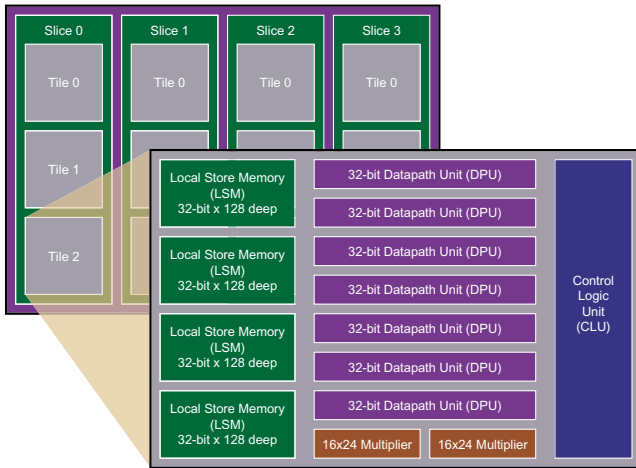 Slice 0
Slice 1
Slice 2
Slice 3
Tile 0
Tile 0
Tile 0
Tile 0
Tile 1
Tile 2
Local Store Memory
(LSM)
32-bit x 128 deep
Local Store Memory
(LSM)
32-bit x 128 deep
Local Store Memory
(LSM)
32-bit x 128 deep
Local Store Memory
(LSM)
32-bit x 128 deep
32-bit Datapath Unit (DPU)
32-bit Datapath Unit (DPU)
32-bit Datapath Unit (DPU)
32-bit Datapath Unit (DPU)
32-bit Datapath Unit (DPU)
32-bit Datapath Unit (DPU)
32-bit Datapath Unit (DPU)
16x24 Multiplier
16x24 Multiplier
Control
Logic
Unit
(CLU)